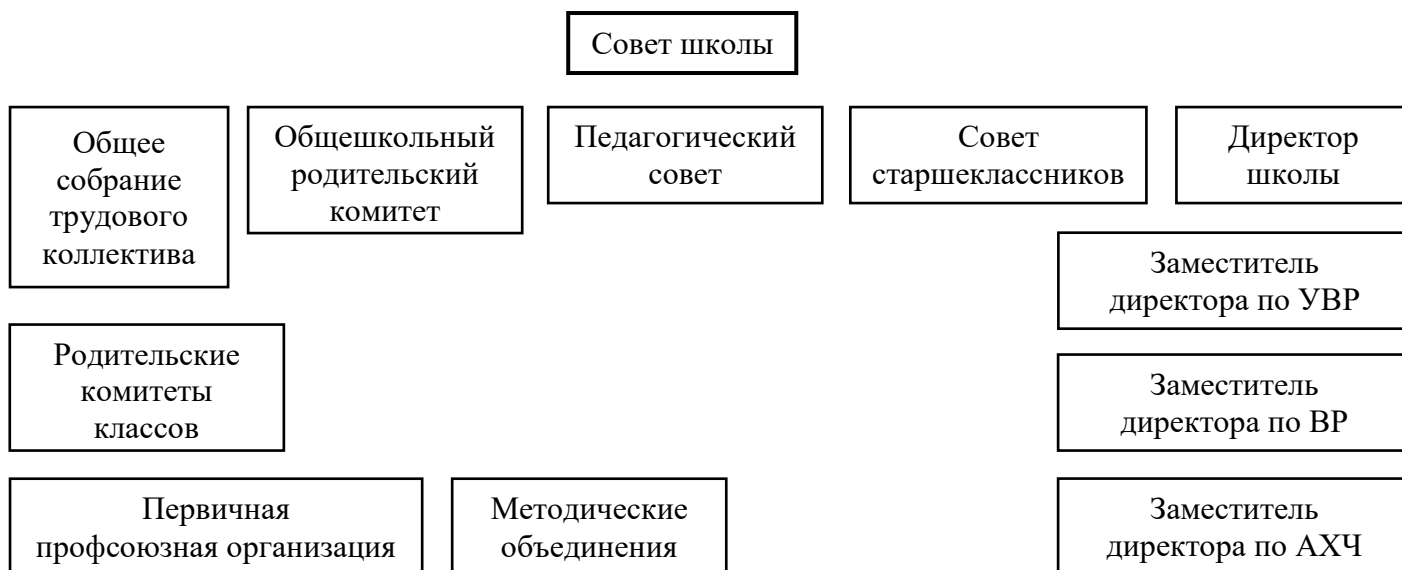 Совет школы
Общее
собрание
трудового
коллектива
Общешкольный
родительский
комитет
Педагогический
совет
Совет
старшеклассников
Директор
школы
Заместитель
директора по УВР
Родительские
комитеты
классов
Заместитель
директора по ВР
Первичная
профсоюзная организация
Методические
объединения
Заместитель
директора по АХЧ